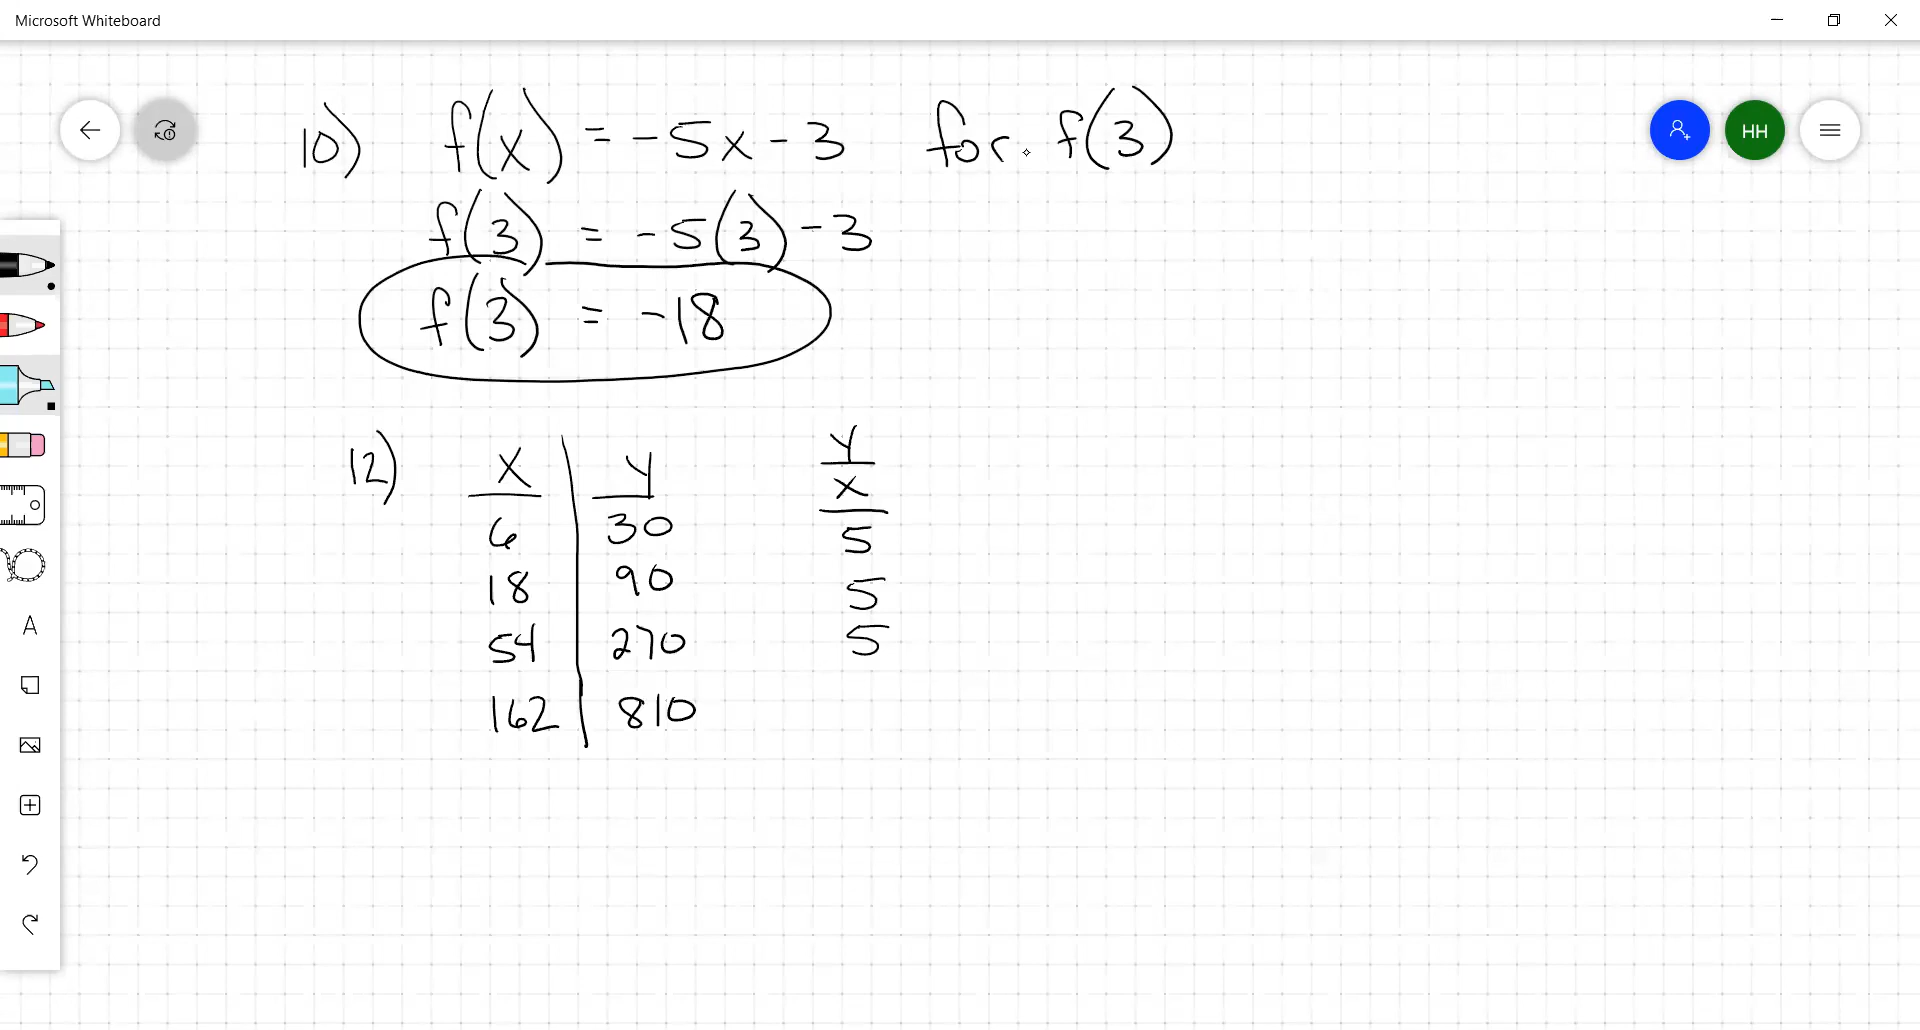 Microsoft Whiteboard
HH
10) f(x) = -5x - 3 for f(3)
f(3) = -5(3) - 3
f(3) = -18
12) x y y/x
6 30 5
18 90 5
54 270 5
162 810
A